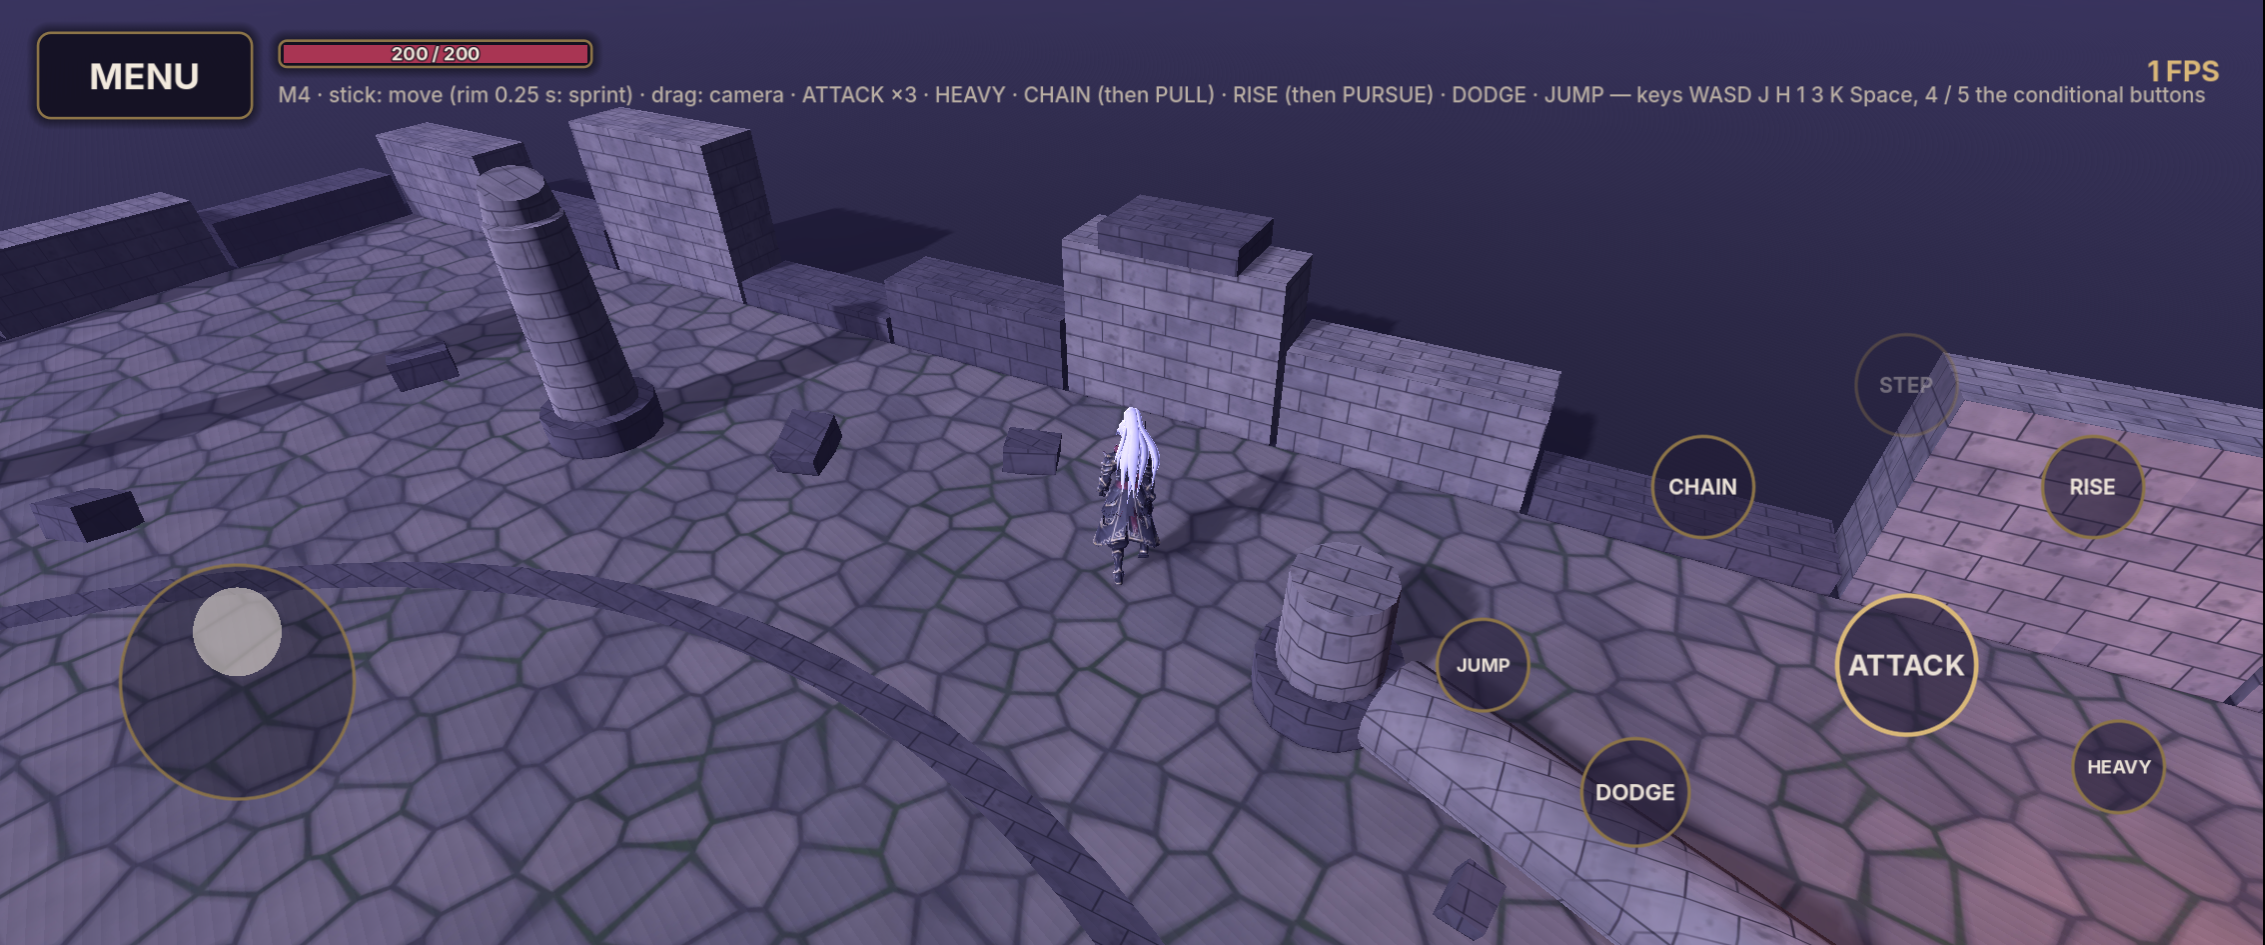 MENU
200 / 200
1 FPS
M4 · stick: move (rim 0.25 s: sprint) · drag: camera · ATTACK ×3 · HEAVY · CHAIN (then PULL) · RISE (then PURSUE) · DODGE · JUMP — keys WASD J H 1 3 K Space, 4 / 5 the conditional buttons
STEP
CHAIN
RISE
JUMP
ATTACK
HEAVY
DODGE